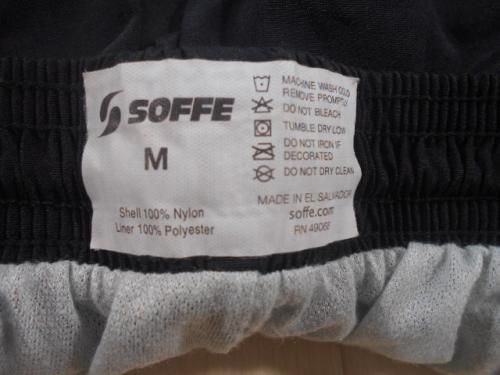 SOFFE
M
Shell 100% Nylon
Liner 100% Polyester
MACHINE WASH COLD
REMOVE PROMPTLY
DO NOT BLEACH
TUMBLE DRY LOW
DO NOT IRON IF
DECORATED
DO NOT DRY CLEAN
MADE IN EL SALVADOR
soffe.com
RN 49068